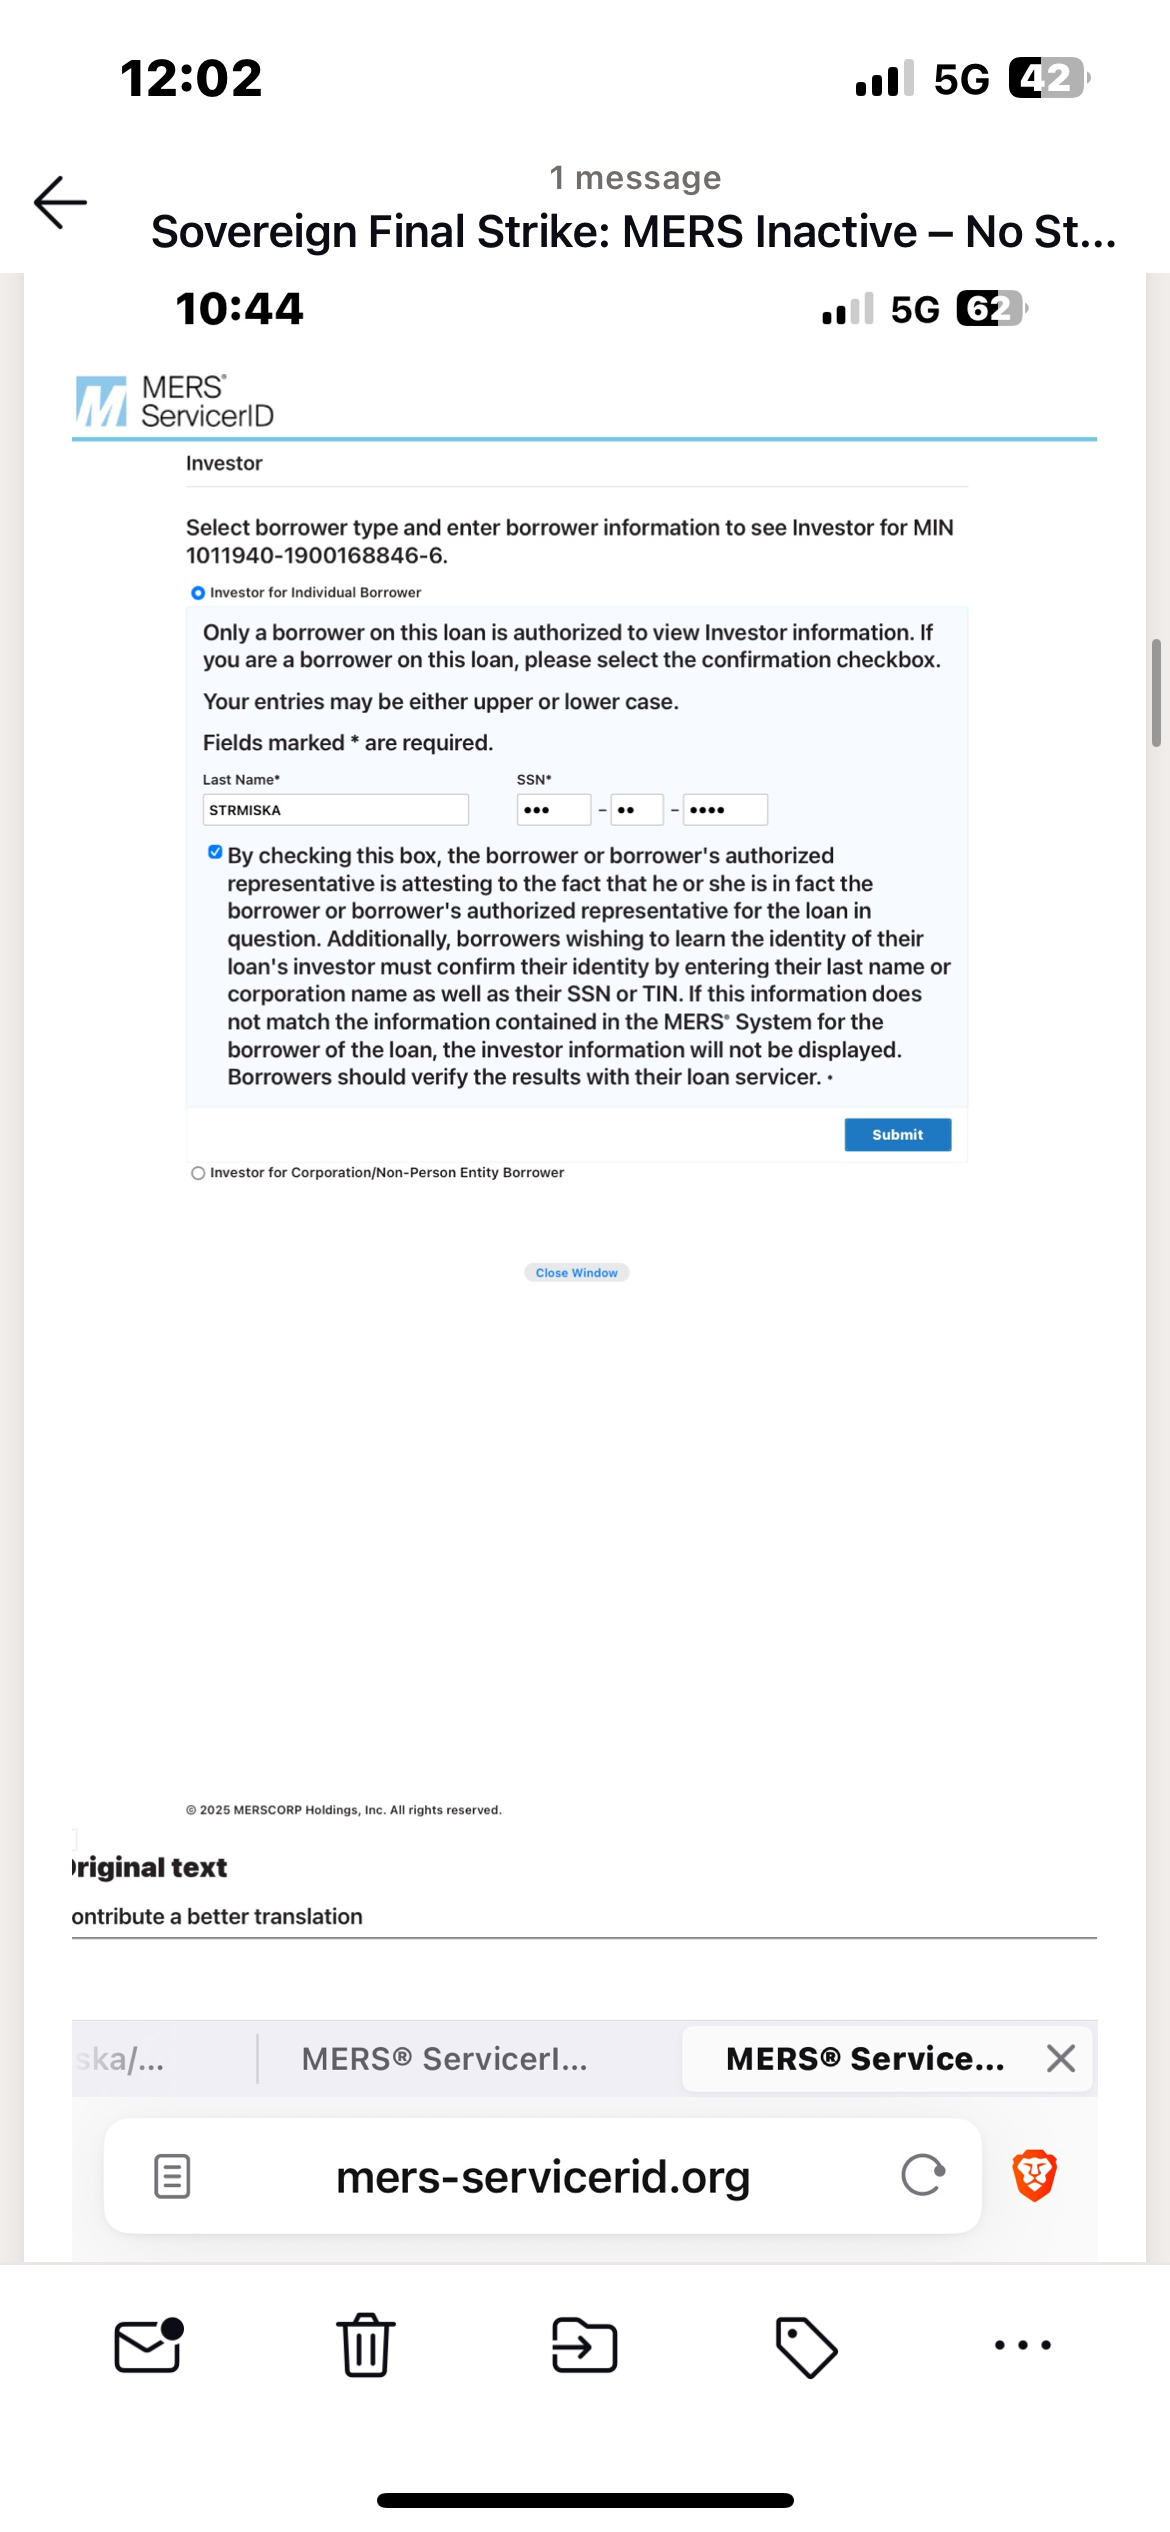 12:02
5G
42
1 message
Sovereign Final Strike: MERS Inactive – No St...
10:44
5G
62
MERS®
ServicerID
Investor
Select borrower type and enter borrower information to see Investor for MIN
1011940-1900168846-6.
Investor for Individual Borrower
Only a borrower on this loan is authorized to view Investor information. If
you are a borrower on this loan, please select the confirmation checkbox.
Your entries may be either upper or lower case.
Fields marked * are required.
Last Name*
SSN*
STRMISKA
••• – •• – ••••
By checking this box, the borrower or borrower's authorized
representative is attesting to the fact that he or she is in fact the
borrower or borrower's authorized representative for the loan in
question. Additionally, borrowers wishing to learn the identity of their
loan's investor must confirm their identity by entering their last name or
corporation name as well as their SSN or TIN. If this information does
not match the information contained in the MERS® System for the
borrower of the loan, the investor information will not be displayed.
Borrowers should verify the results with their loan servicer. *
Submit
Investor for Corporation/Non-Person Entity Borrower
Close Window
© 2025 MERSCORP Holdings, Inc. All rights reserved.
riginal text
ontribute a better translation
ska/...
MERS® ServicerI...
MERS® Service...
mers-servicerid.org